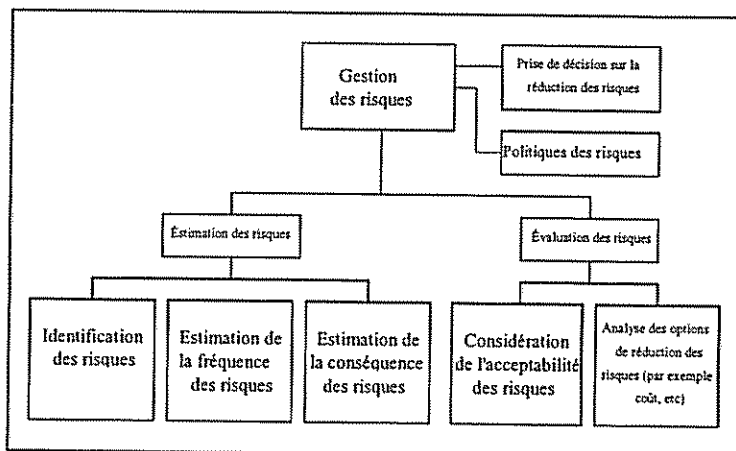 Gestion
des risques
Prise de décision sur la
réduction des risques
Politiques des risques
Estimation des risques
Évaluation des risques
Identification
des risques
Estimation de
la fréquence
des risques
Estimation de
la conséquence
des risques
Considération
de l'acceptabilité
des risques
Analyse des options
de réduction des
risques (par exemple
coût, etc)